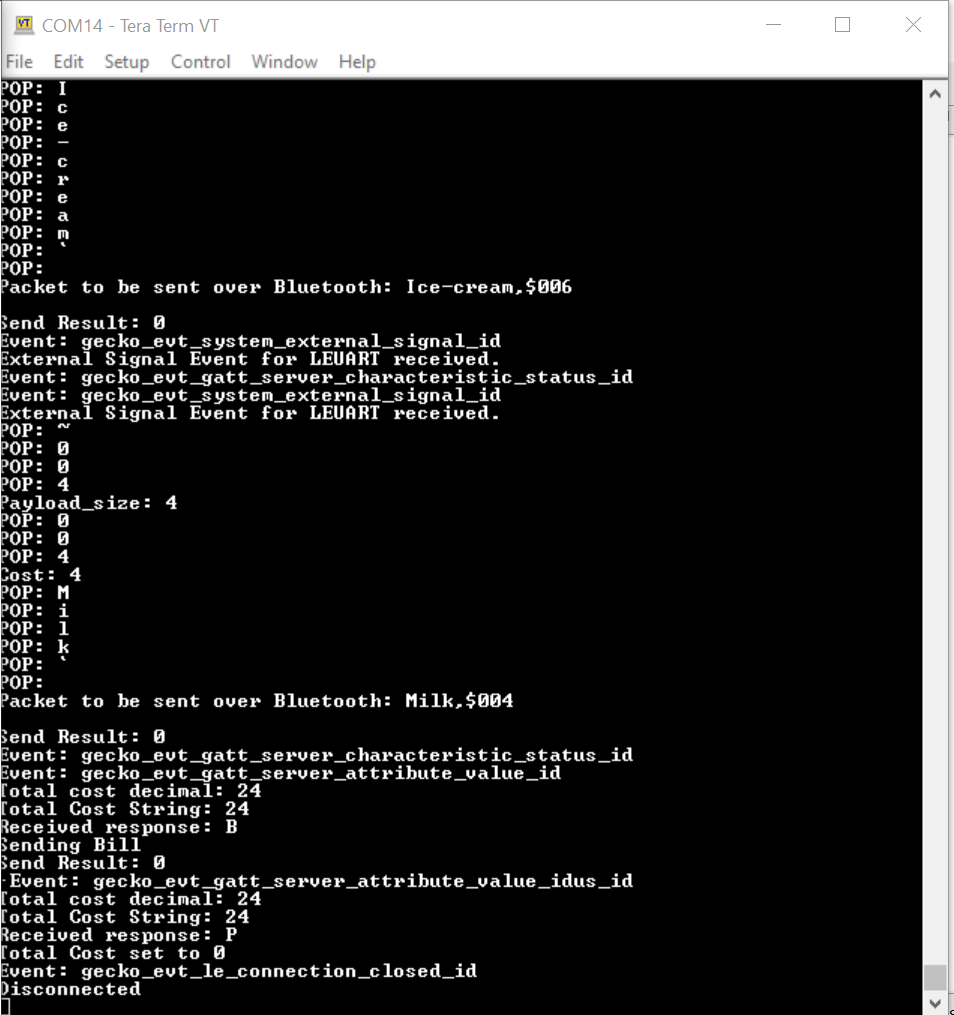 COM14 - Tera Term VT
File Edit Setup Control Window Help
POP: I
POP: c
POP: e
POP: -
POP: c
POP: r
POP: e
POP: a
POP: m
POP: `
POP:
Packet to be sent over Bluetooth: Ice-cream,$006
Send Result: 0
Event: gecko_evt_system_external_signal_id
External Signal Event for LEUART received.
Event: gecko_evt_gatt_server_characteristic_status_id
Event: gecko_evt_system_external_signal_id
External Signal Event for LEUART received.
POP: ~
POP: 0
POP: 0
POP: 4
Payload_size: 4
POP: 0
POP: 0
POP: 4
Cost: 4
POP: M
POP: i
POP: l
POP: k
POP: `
POP:
Packet to be sent over Bluetooth: Milk,$004
Send Result: 0
Event: gecko_evt_gatt_server_characteristic_status_id
Event: gecko_evt_gatt_server_attribute_value_id
Total cost decimal: 24
Total Cost String: 24
Received response: B
Sending Bill
Send Result: 0
-Event: gecko_evt_gatt_server_attribute_value_idus_id
Total cost decimal: 24
Total Cost String: 24
Received response: P
Total Cost set to 0
Event: gecko_evt_le_connection_closed_id
Disconnected